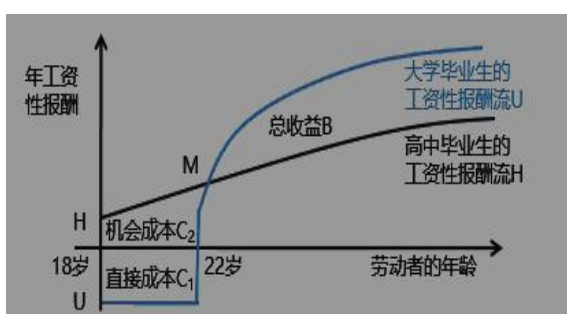 年工资
性报酬
大学毕业生的
工资性报酬流U
总收益B
高中毕业生的
工资性报酬流H
M
H
机会成本C₂
18岁
22岁
劳动者的年龄
直接成本C₁
U